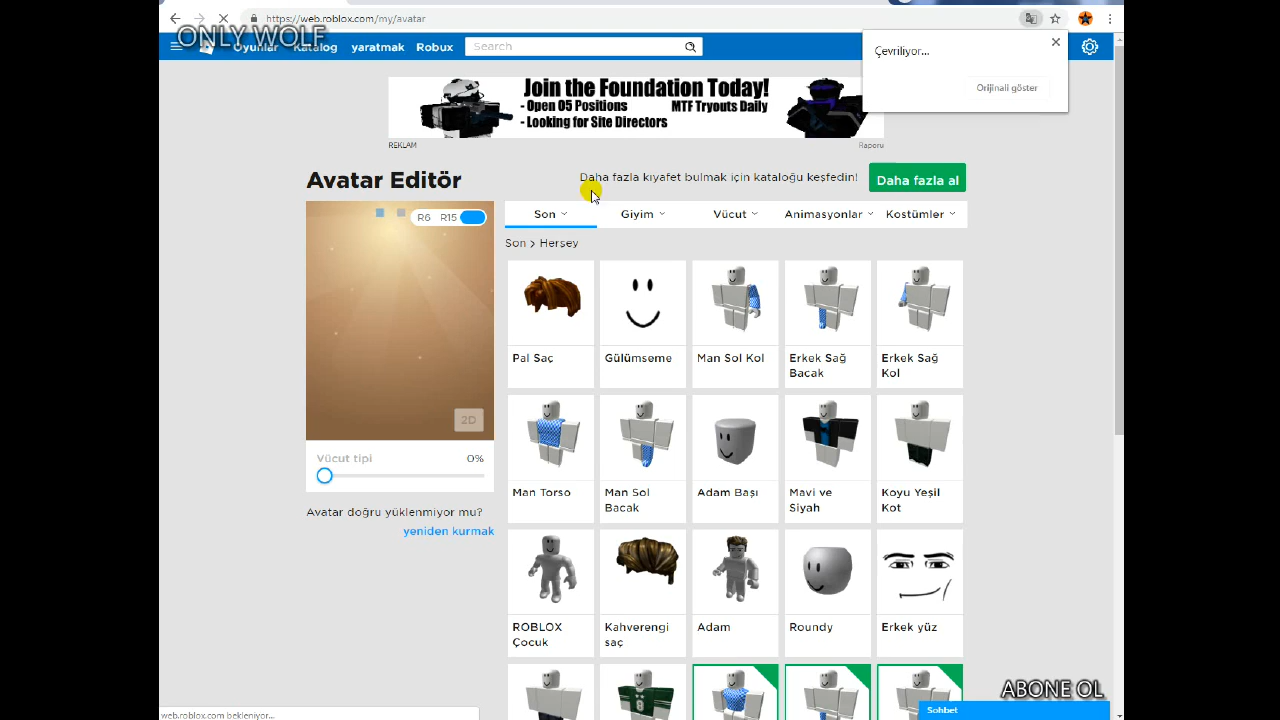 https://web.roblox.com/my/avatar
ONLY WOLF
Oyunlar Katalog yaratmak Robux Search
Çevriliyor...
Orijinali göster
Join the Foundation Today!
- Open O5 Positions MTF Tryouts Daily
- Looking for Site Directors
REKLAM Raporu
Avatar Editör
Daha fazla kıyafet bulmak için kataloğu keşfedin!
Daha fazla al
R6 R15
Son Giyim Vücut Animasyonlar Kostümler
Son > Hersey
2D
Vücut tipi 0%
Avatar doğru yüklenmiyor mu?
yeniden kurmak
Pal Saç
Gülümseme
Man Sol Kol
Erkek Sağ
Bacak
Erkek Sağ
Kol
Man Torso
Man Sol
Bacak
Adam Başı
Mavi ve
Siyah
Koyu Yeşil
Kot
ROBLOX
Çocuk
Kahverengi
saç
Adam
Roundy
Erkek yüz
8
ABONE OL
Sohbet
web.roblox.com bekleniyor...